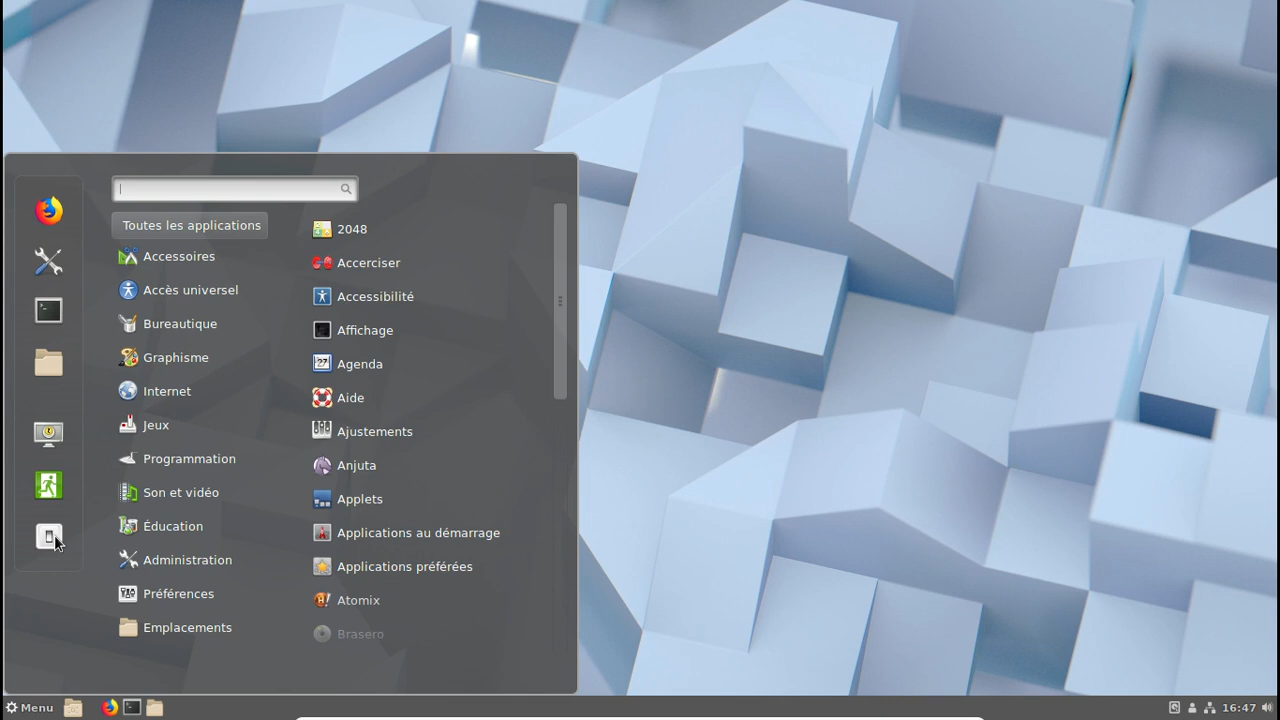 Toutes les applications
Accessoires
Accès universel
Bureautique
Graphisme
Internet
Jeux
Programmation
Son et vidéo
Éducation
Administration
Préférences
Emplacements
2048
Accerciser
Accessibilité
Affichage
Agenda
Aide
Ajustements
Anjuta
Applets
Applications au démarrage
Applications préférées
Atomix
Brasero
Menu
16:47